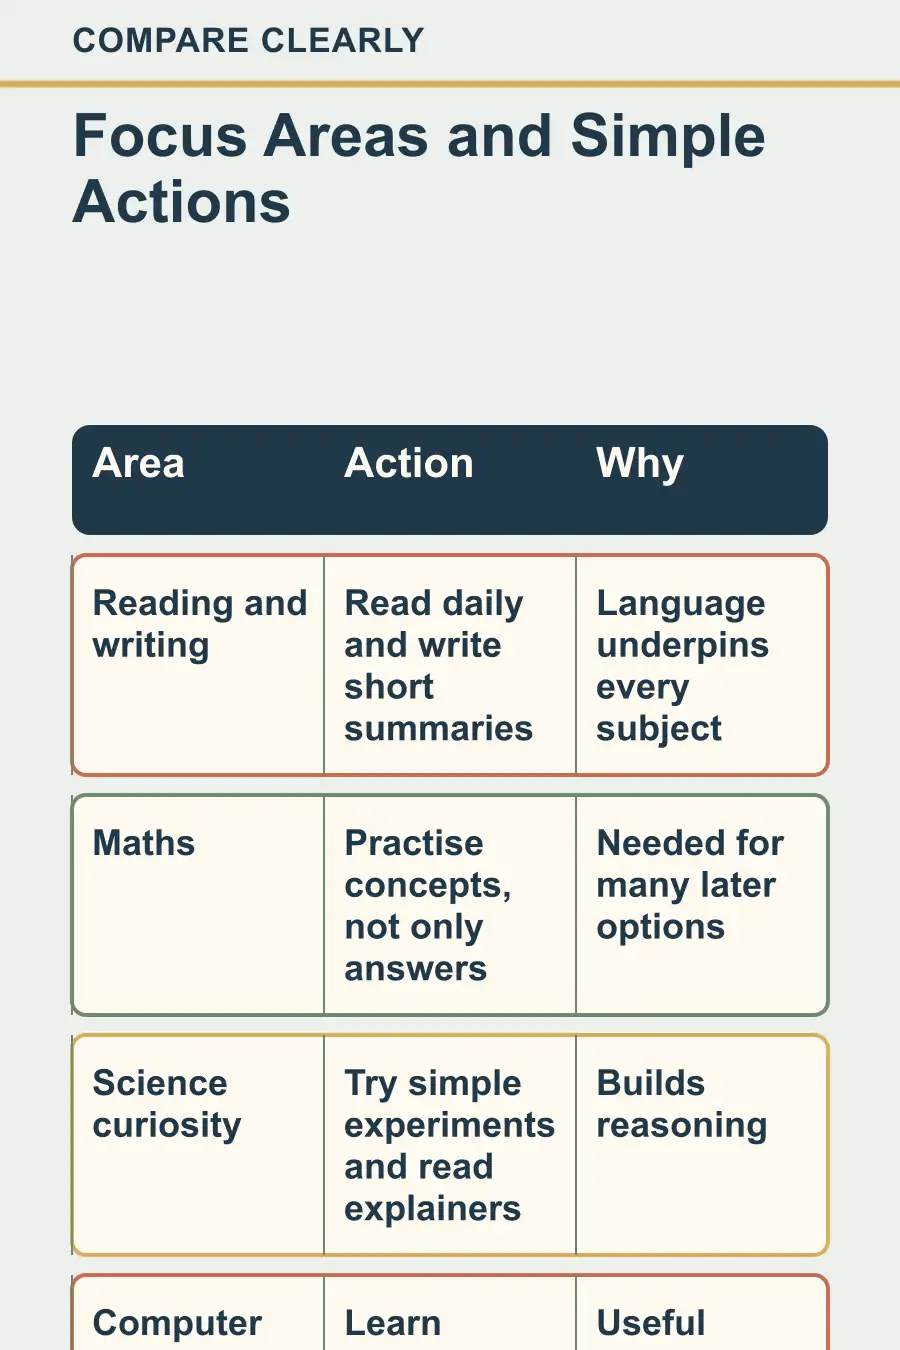 COMPARE CLEARLY
Focus Areas and Simple
Actions
Area
Action
Why
Reading and
writing
Read daily
and write
short
summaries
Language
underpins
every
subject
Maths
Practise
concepts,
not only
answers
Needed for
many later
options
Science
curiosity
Try simple
experiments
and read
explainers
Builds
reasoning
Computer
Learn
Useful